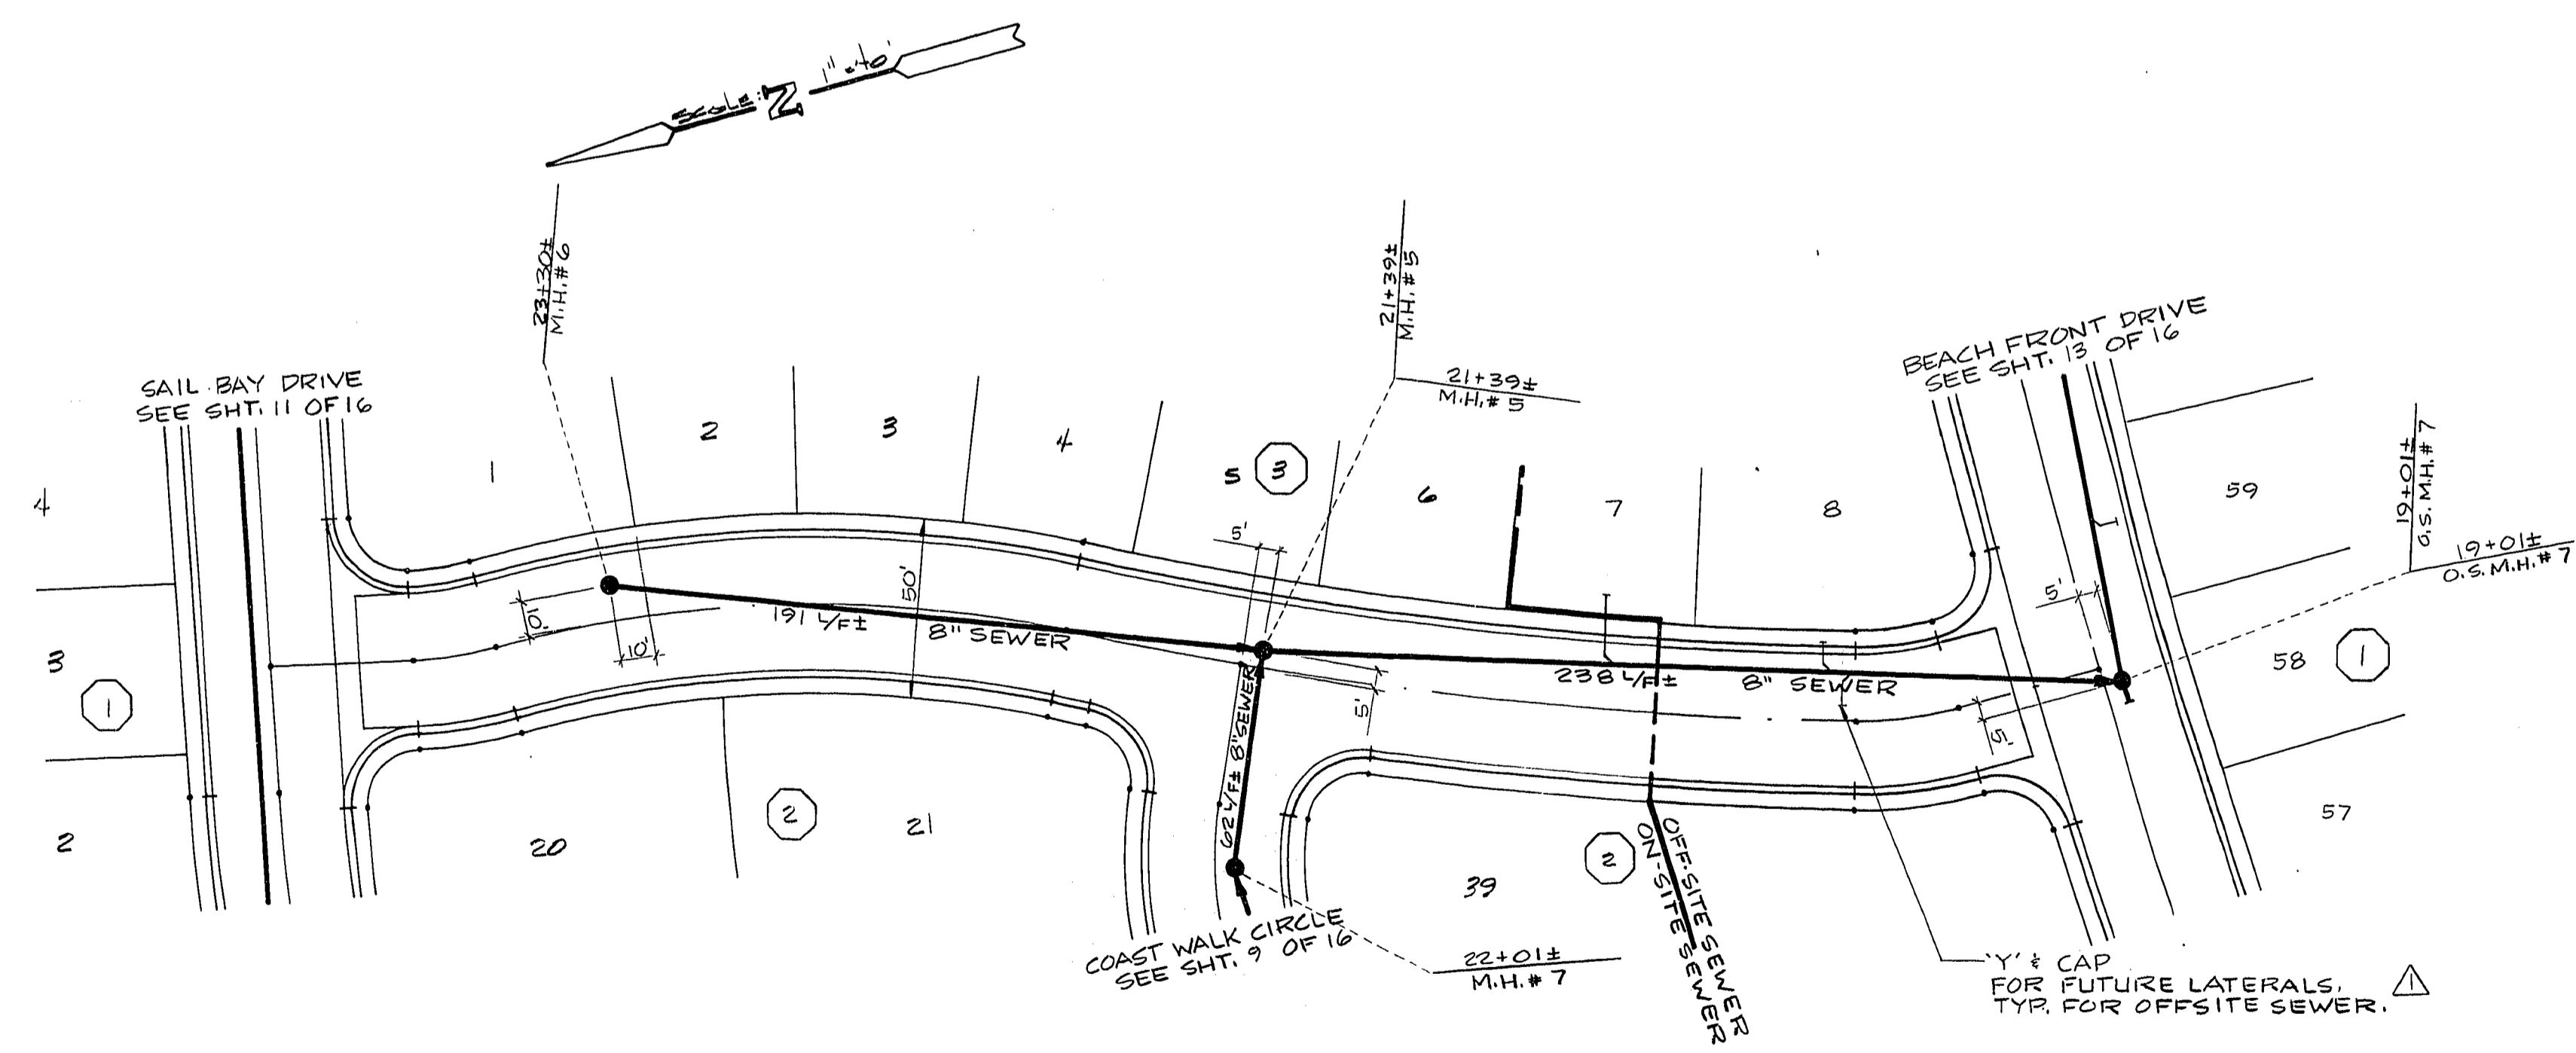 SCALE: N 1" = 40'
23+30±
M.H.#6
21+39±
M.H.#5
21+39±
M.H.#5
SAIL BAY DRIVE
SEE SHT. 11 OF 16
BEACH FRONT DRIVE
SEE SHT. 13 OF 16
19+01±
O.S.M.H.#7
19+01±
O.S.M.H.#7
4
3
1
2
1
2
3
4
5
3
6
7
8
59
58
1
57
5'
5'
10'
10'
50'
191 L/F±
8" SEWER
238 L/F±
8" SEWER
5'
5'
62 L/F± 8" SEWER
20
2
21
39
2
OFF-SITE SEWER
ON-SITE SEWER
COAST WALK CIRCLE
SEE SHT. 9 OF 16
22+01±
M.H.#7
'Y' & CAP
FOR FUTURE LATERALS.
TYP. FOR OFFSITE SEWER.
1